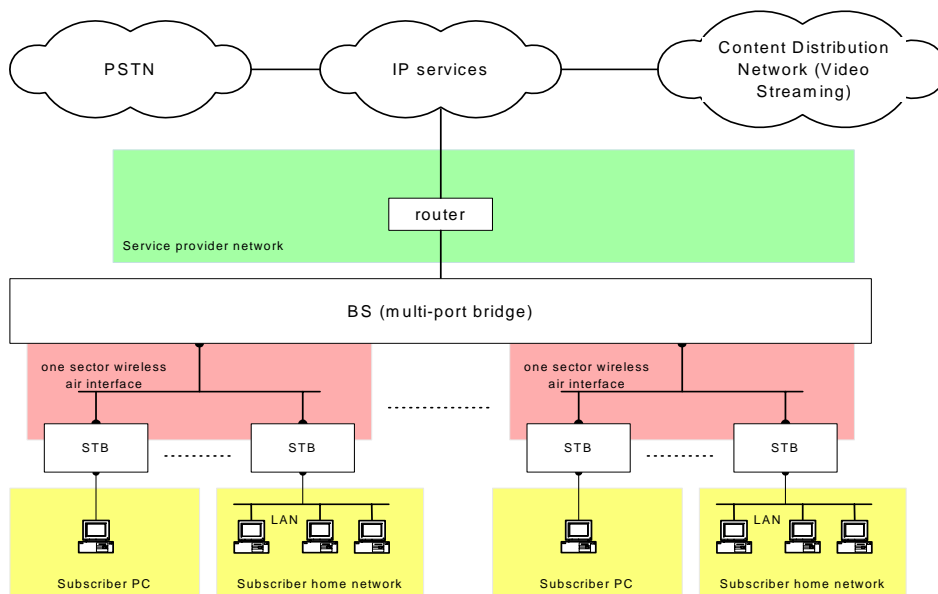 PSTN
IP services
Content Distribution
Network (Video
Streaming)
router
Service provider network
BS (multi-port bridge)
one sector wireless
air interface
one sector wireless
air interface
STB
STB
STB
STB
LAN
LAN
Subscriber PC
Subscriber home network
Subscriber PC
Subscriber home network